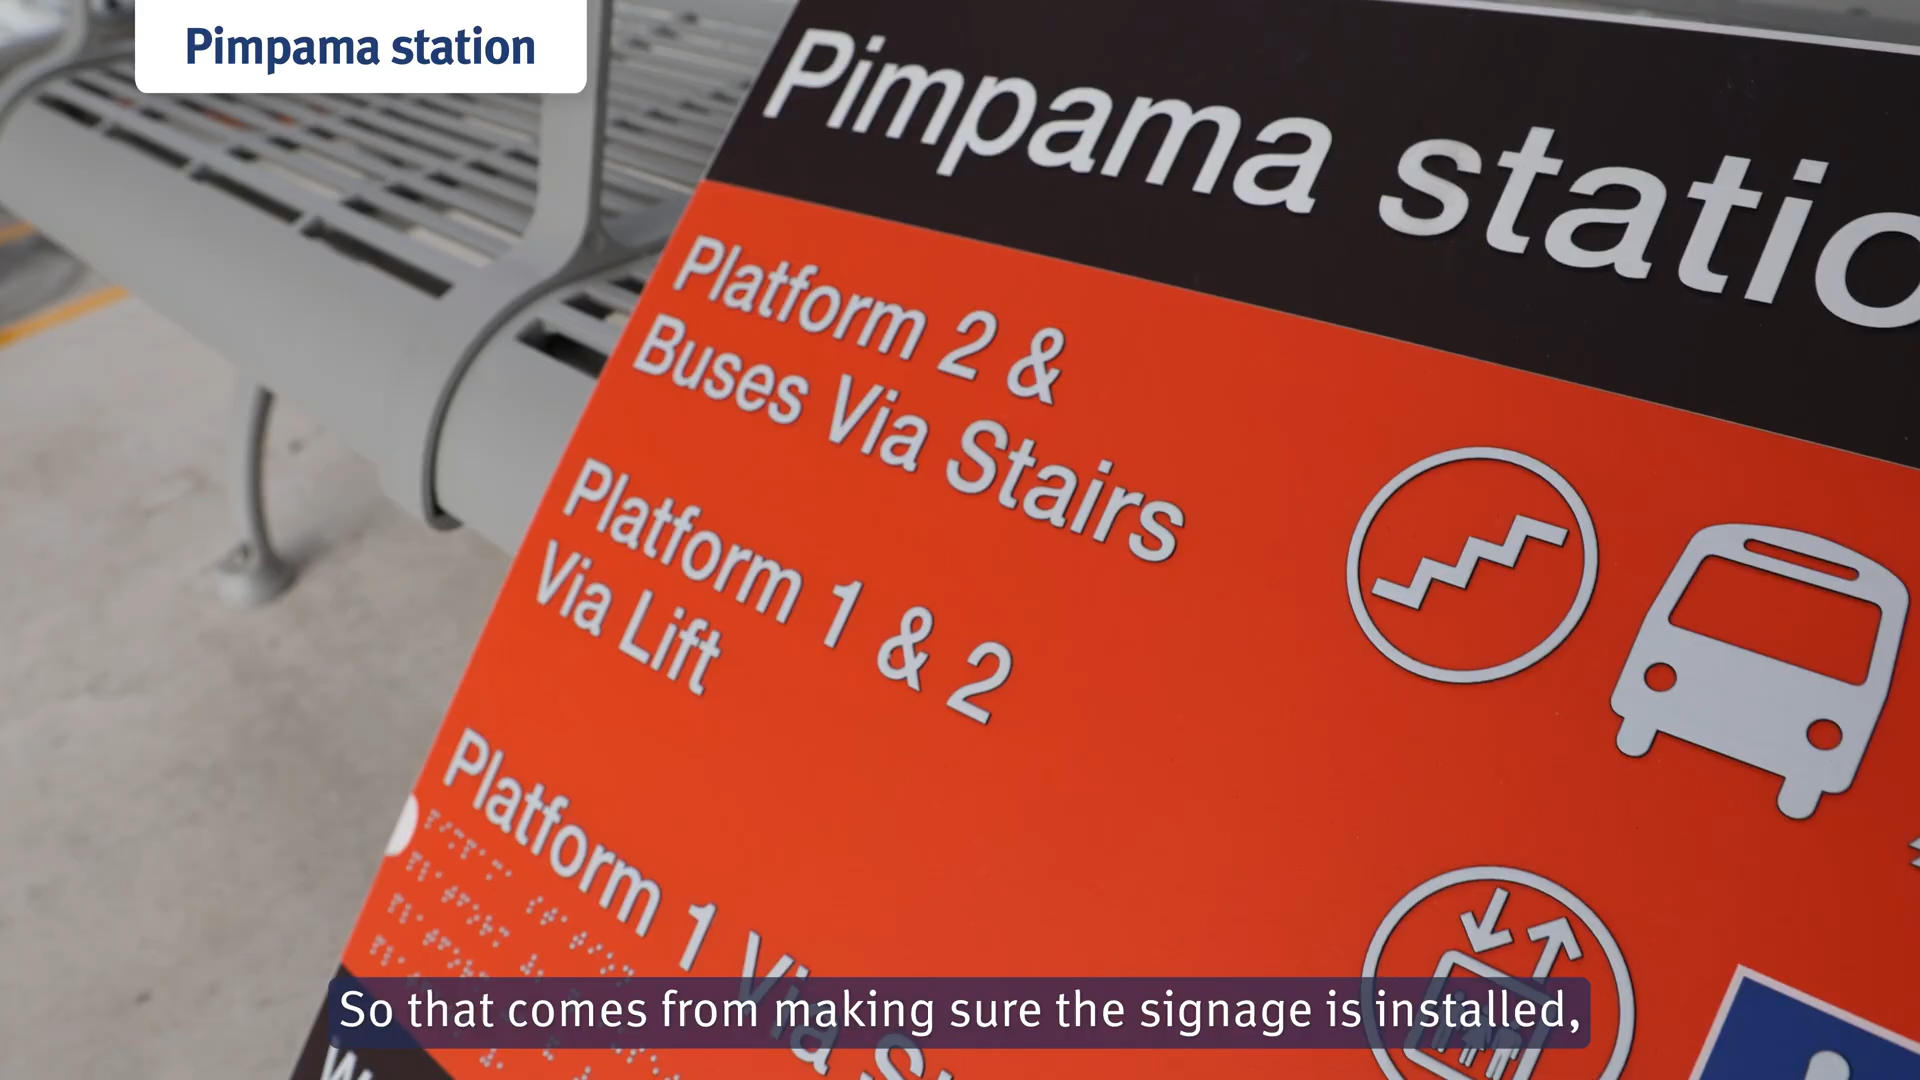 Pimpama station
Pimpama statio
Platform 2 &
Buses Via Stairs
Platform 1 & 2
Via Lift
Platform 1 Via S
So that comes from making sure the signage is installed,